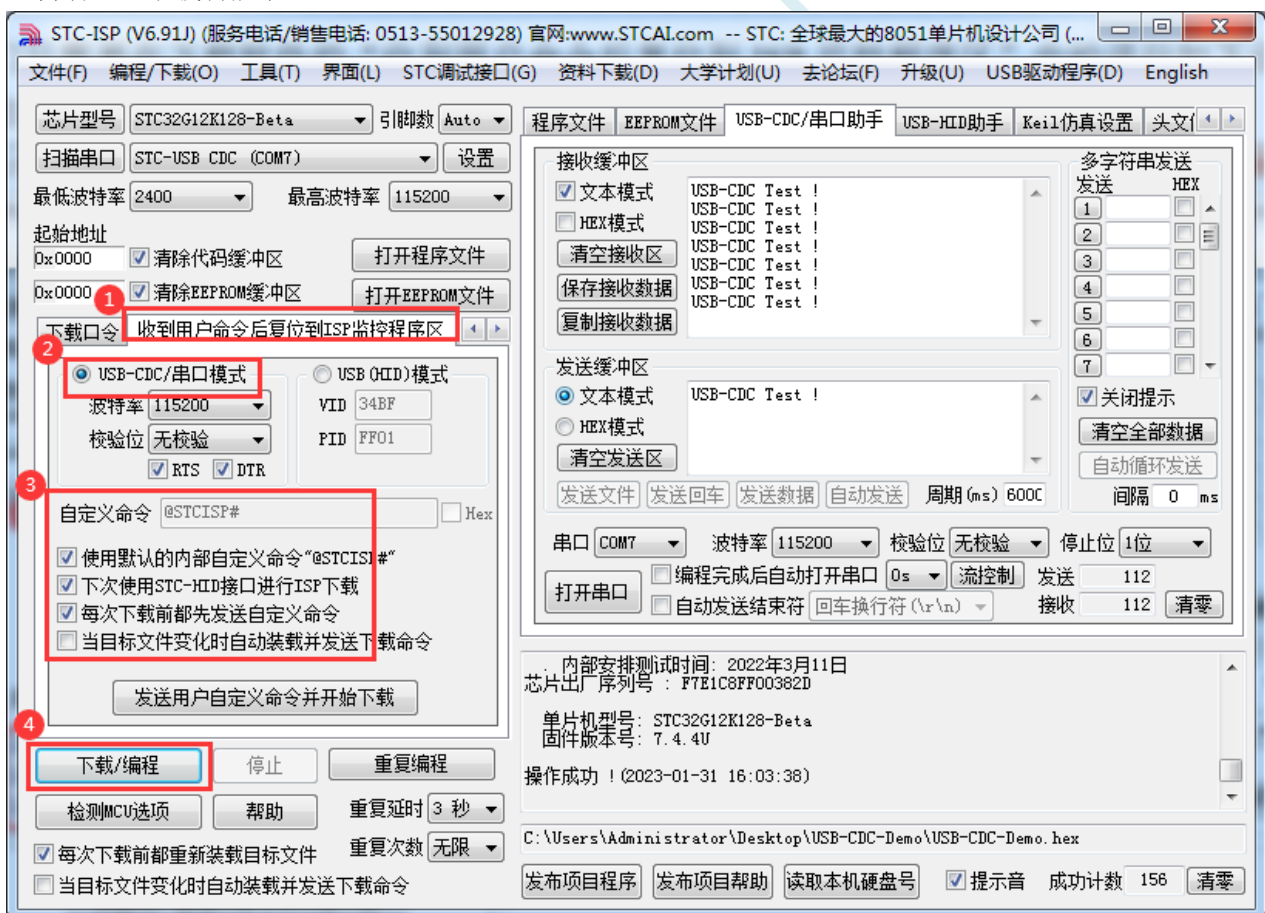 STC-ISP (V6.91J) (服务电话/销售电话: 0513-55012928) 官网:www.STCAI.com -- STC: 全球最大的8051单片机设计公司 (...
文件(F) 编程/下载(O) 工具(T) 界面(L) STC调试接口(G) 资料下载(D) 大学计划(U) 去论坛(F) 升级(U) USB驱动程序(D) English
芯片型号 STC32G12K128-Beta 引脚数 Auto
扫描串口 STC-USB CDC (COM7) 设置
最低波特率 2400 最高波特率 115200
起始地址
0x0000 清除代码缓冲区 打开程序文件
0x0000 清除EEPROM缓冲区 打开EEPROM文件
1
下载口令 收到用户命令后复位到ISP监控程序区
2
USB-CDC/串口模式 USB(HID)模式
波特率 115200 VID 34BF
校验位 无校验 PID FF01
RTS DTR
3
自定义命令 @STCISP# Hex
使用默认的内部自定义命令"@STCISP#"
下次使用STC-HID接口进行ISP下载
每次下载前都先发送自定义命令
当目标文件变化时自动装载并发送下载命令
发送用户自定义命令并开始下载
4
下载/编程 停止 重复编程
检测MCU选项 帮助 重复延时 3 秒
每次下载前都重新装载目标文件 重复次数 无限
当目标文件变化时自动装载并发送下载命令
程序文件 EEPROM文件 USB-CDC/串口助手 USB-HID助手 Keil仿真设置
接收缓冲区
文本模式
HEX模式
清空接收区
保存接收数据
复制接收数据
USB-CDC Test !
USB-CDC Test !
USB-CDC Test !
USB-CDC Test !
USB-CDC Test !
USB-CDC Test !
USB-CDC Test !
发送缓冲区
文本模式 USB-CDC Test !
HEX模式
清空发送区
发送文件 发送回车 发送数据 自动发送 周期(ms)
多字符串发送
发送 HEX
1
2
3
4
5
6
7
关闭提示
清空全部数据
自动循环发送
间隔 0 ms
串口 COM7 波特率 115200 校验位 无校验 停止位 1位
打开串口 编程完成后自动打开串口 0s 流控制 发送 112
自动发送结束符 回车换行符(\r\n) 接收 112 清零
. 内部安排测试时间: 2022年3月11日
芯片出厂序列号 : F7E1C8FF00382D
单片机型号: STC32G12K128-Beta
固件版本号: 7.4.4U
操作成功 !(2023-01-31 16:03:38)
C:\Users\Administrator\Desktop\USB-CDC-Demo\USB-CDC-Demo.hex
发布项目程序 发布项目帮助 读取本机硬盘号 提示音 成功计数 156 清零